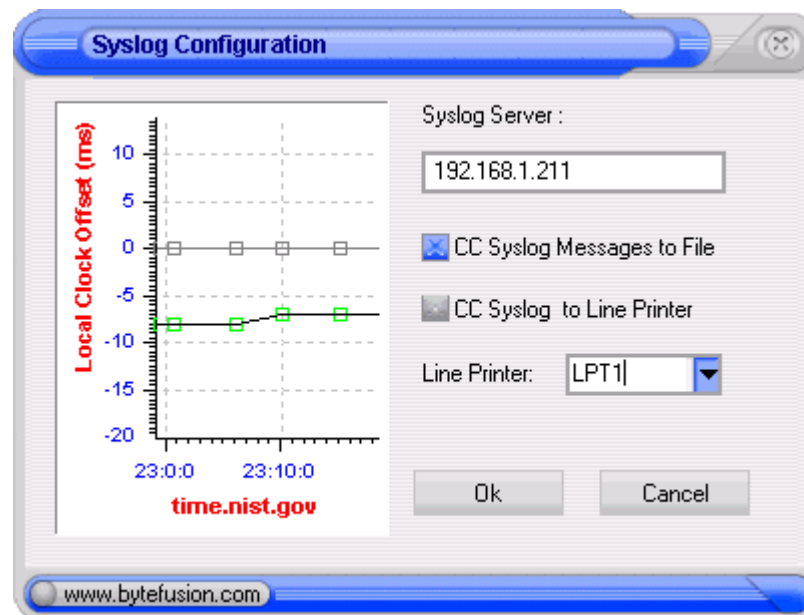 Syslog Configuration
Local Clock Offset (ms)
10
5
0
-5
-10
-15
-20
23:0:0 23:10:0
time.nist.gov
Syslog Server :
192.168.1.211
CC Syslog Messages to File
CC Syslog to Line Printer
Line Printer: LPT1
Ok Cancel
www.bytefusion.com